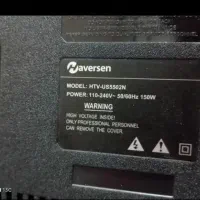 Haversen
MODEL: HTV-US5502N
POWER: 110-240V~ 50/60Hz 150W
WARNING
HIGH VOLTAGE INSIDE!
ONLY PROFESSIONAL PERSONNEL
CAN REMOVE THE COVER